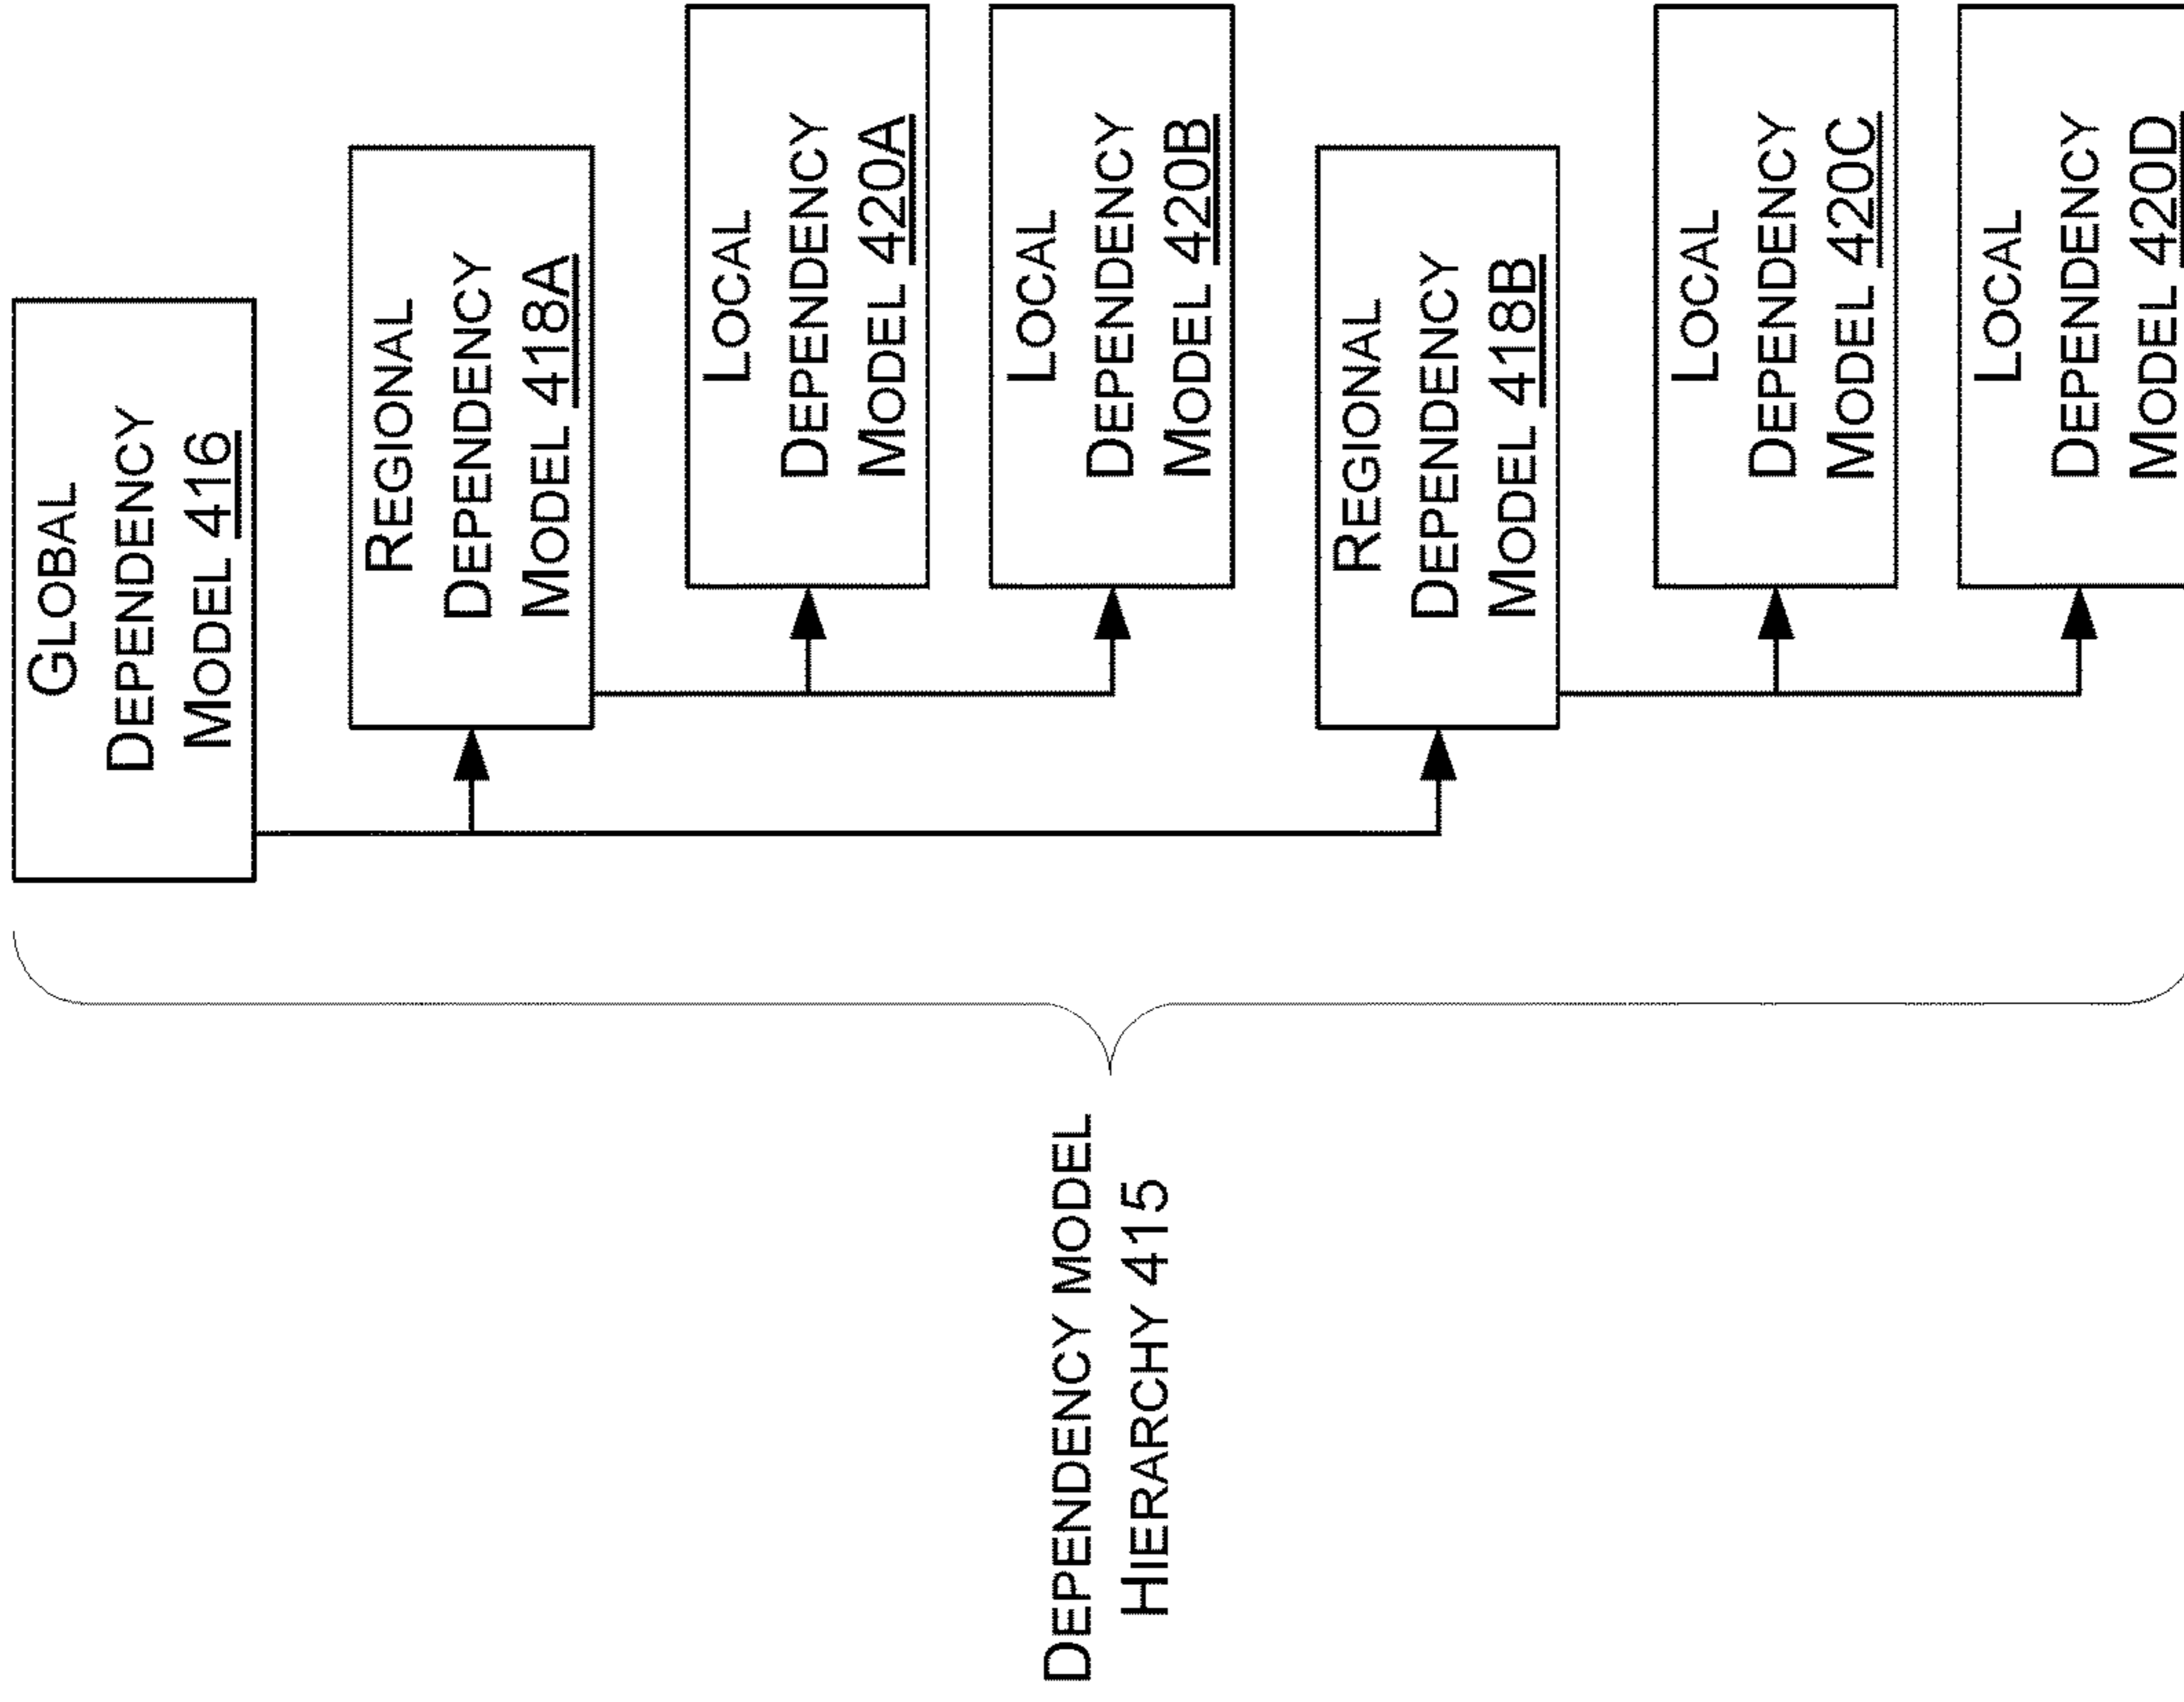 GLOBAL
DEPENDENCY
MODEL 416
REGIONAL
DEPENDENCY
MODEL 418A
LOCAL
DEPENDENCY
MODEL 420A
LOCAL
DEPENDENCY
MODEL 420B
REGIONAL
DEPENDENCY
MODEL 418B
LOCAL
DEPENDENCY
MODEL 420C
LOCAL
DEPENDENCY
MODEL 420D
DEPENDENCY MODEL
HIERARCHY 415